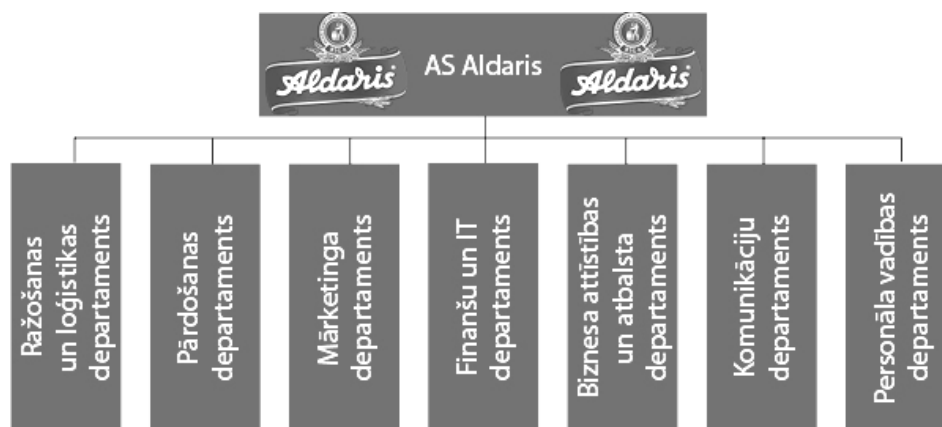 AS Aldaris
Aldaris
Aldaris
RIGA
Ražošanas
un loģistikas
departaments
Pārdošanas
departaments
Mārketinga
departaments
Finanšu un IT
departaments
Biznesa attīstības
un atbalsta
departaments
Komunikāciju
departaments
Personāla vadības
departaments